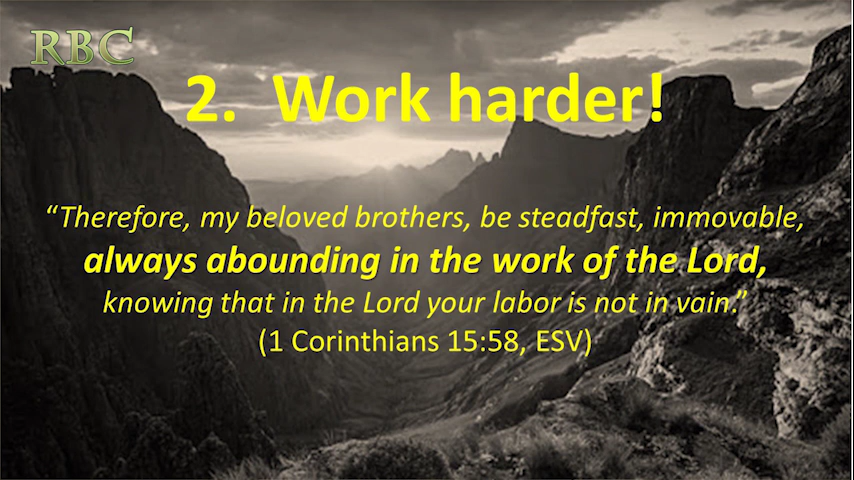 RBC
2. Work harder!
“Therefore, my beloved brothers, be steadfast, immovable,
always abounding in the work of the Lord,
knowing that in the Lord your labor is not in vain.”
(1 Corinthians 15:58, ESV)